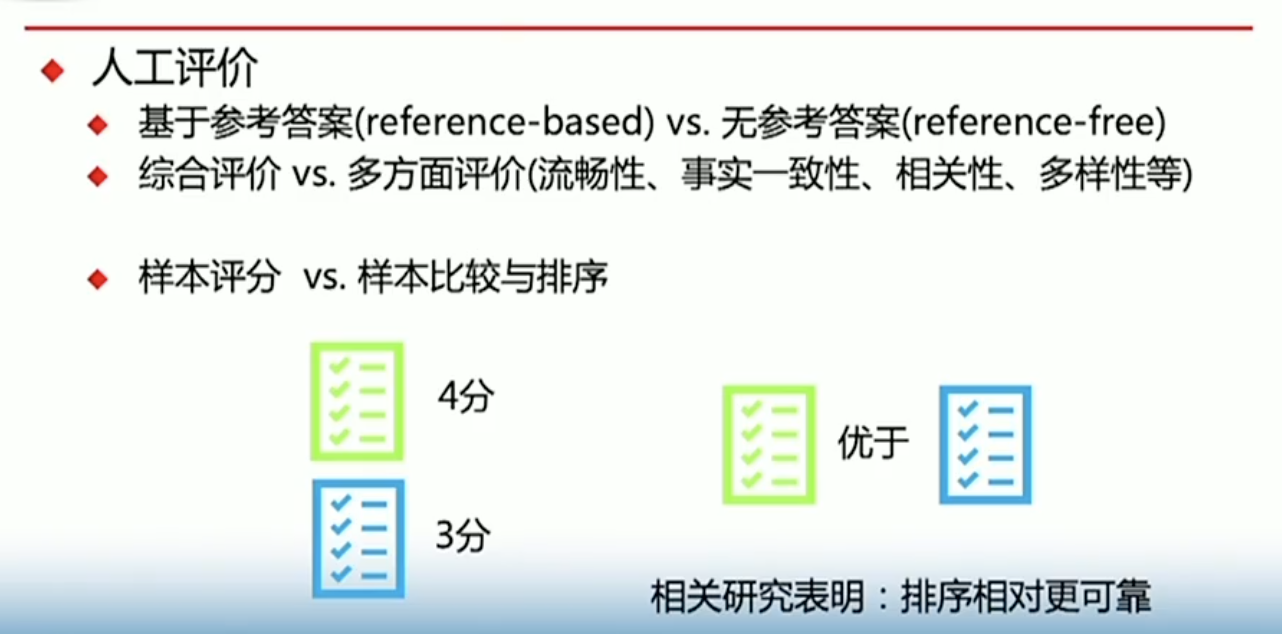 人工评价
基于参考答案(reference-based) vs. 无参考答案(reference-free)
综合评价 vs. 多方面评价(流畅性、事实一致性、相关性、多样性等)
样本评分 vs. 样本比较与排序
4分
3分
优于
相关研究表明：排序相对更可靠